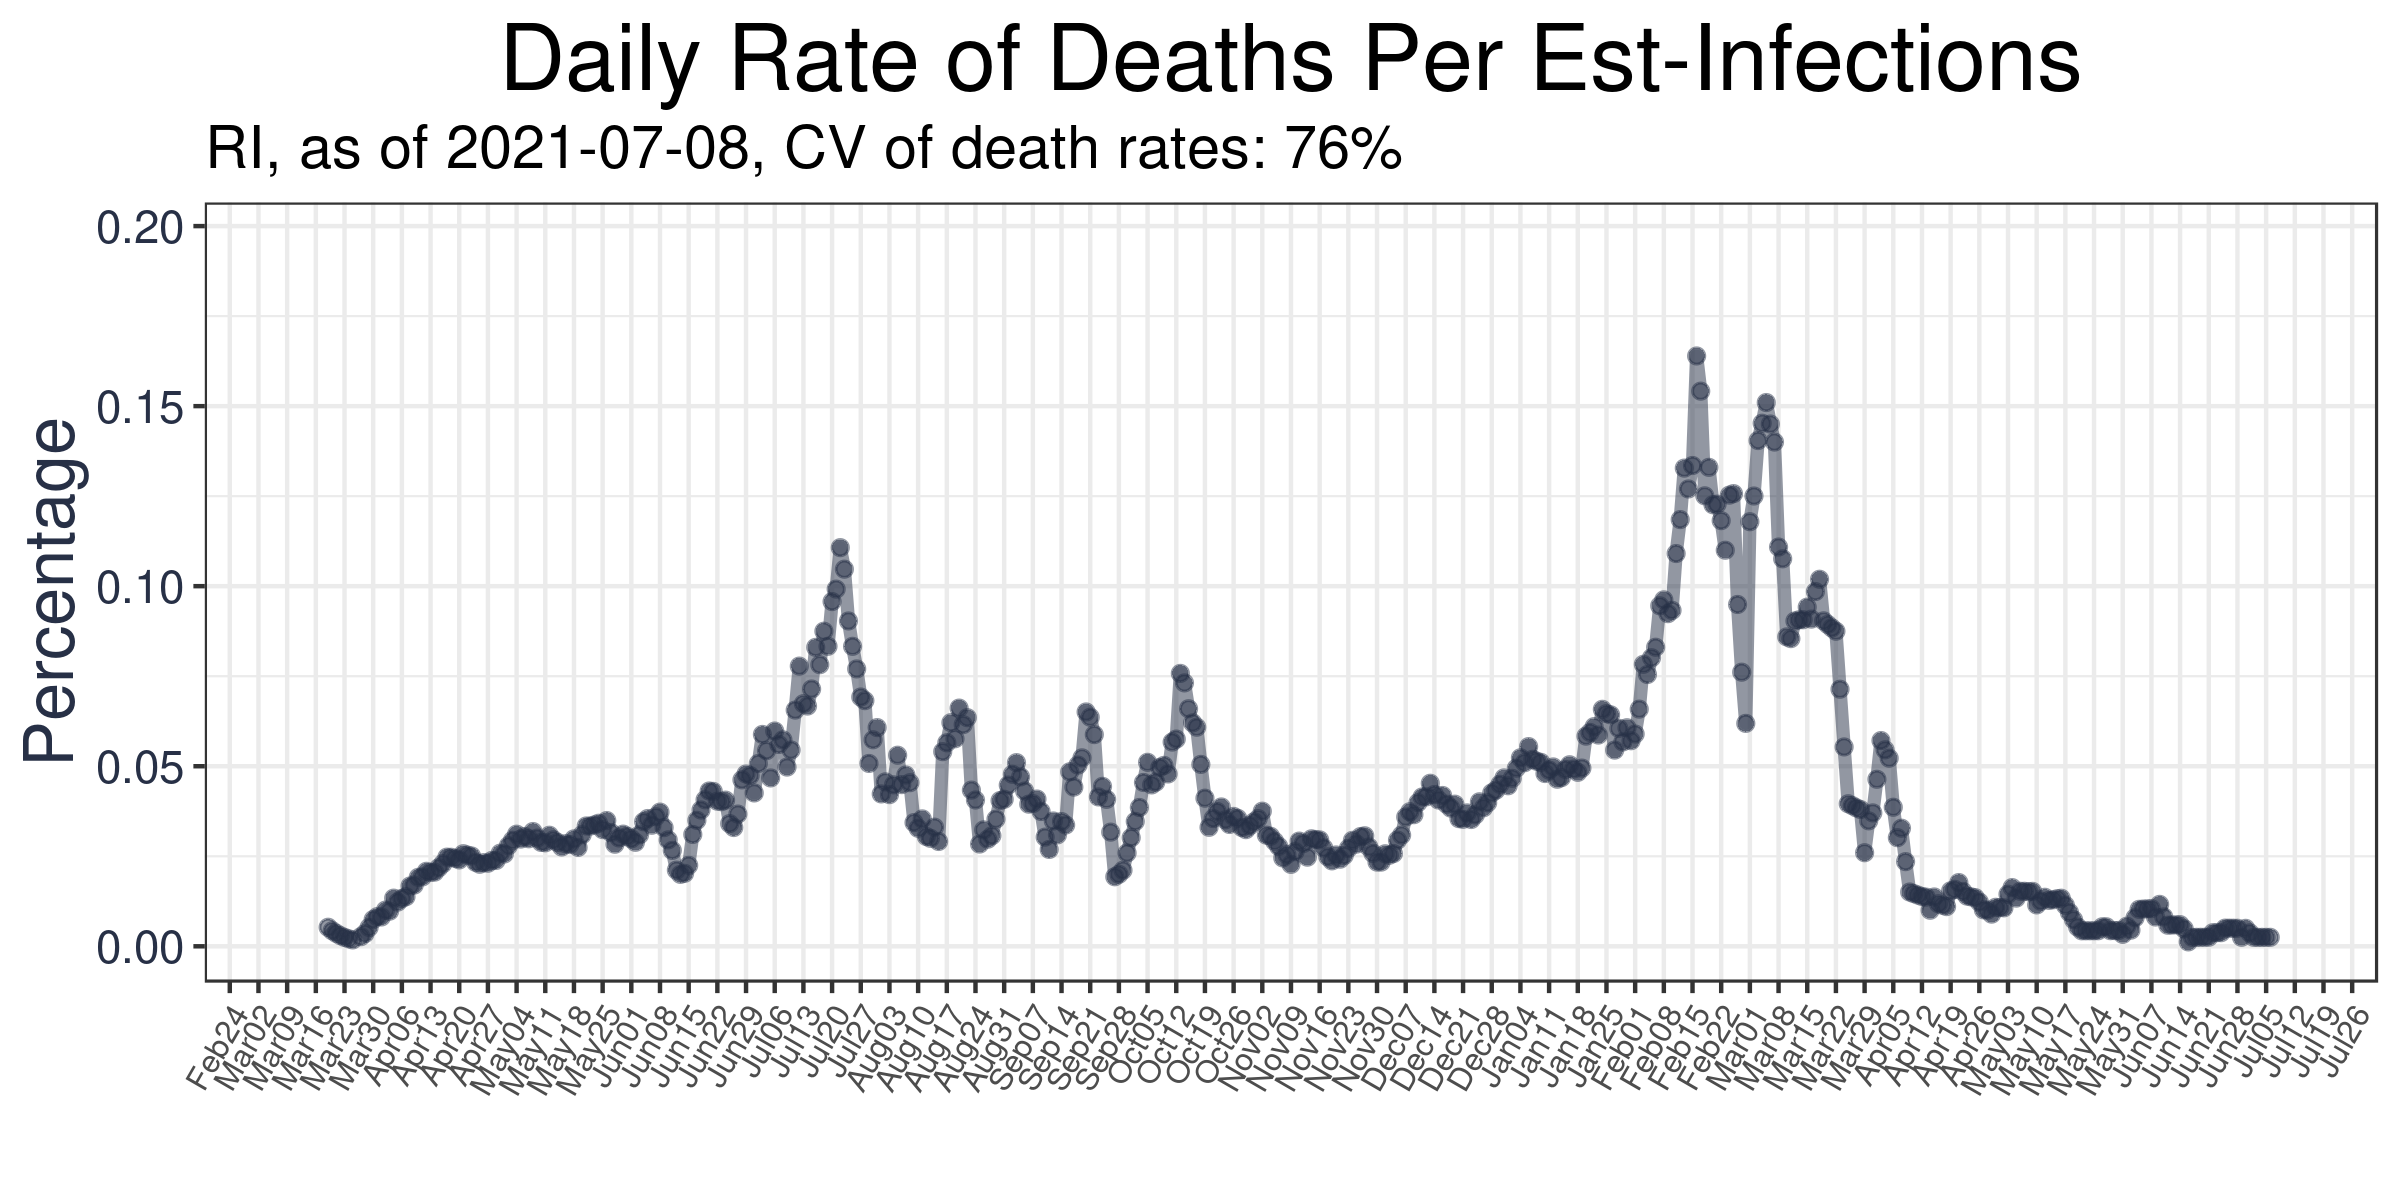 Daily Rate of Deaths Per Est-Infections
RI, as of 2021-07-08, CV of death rates: 76%
Percentage
0.20
0.15
0.10
0.05
0.00
Feb24
Mar02
Mar09
Mar16
Mar23
Mar30
Apr06
Apr13
Apr20
Apr27
May04
May11
May18
May25
Jun01
Jun08
Jun15
Jun22
Jun29
Jul06
Jul13
Jul20
Jul27
Aug03
Aug10
Aug17
Aug24
Aug31
Sep07
Sep14
Sep21
Sep28
Oct05
Oct12
Oct19
Oct26
Nov02
Nov09
Nov16
Nov23
Nov30
Dec07
Dec14
Dec21
Dec28
Jan04
Jan11
Jan18
Jan25
Feb01
Feb08
Feb15
Feb22
Mar01
Mar08
Mar15
Mar22
Mar29
Apr05
Apr12
Apr19
Apr26
May03
May10
May17
May24
May31
Jun07
Jun14
Jun21
Jun28
Jul05
Jul12
Jul19
Jul26